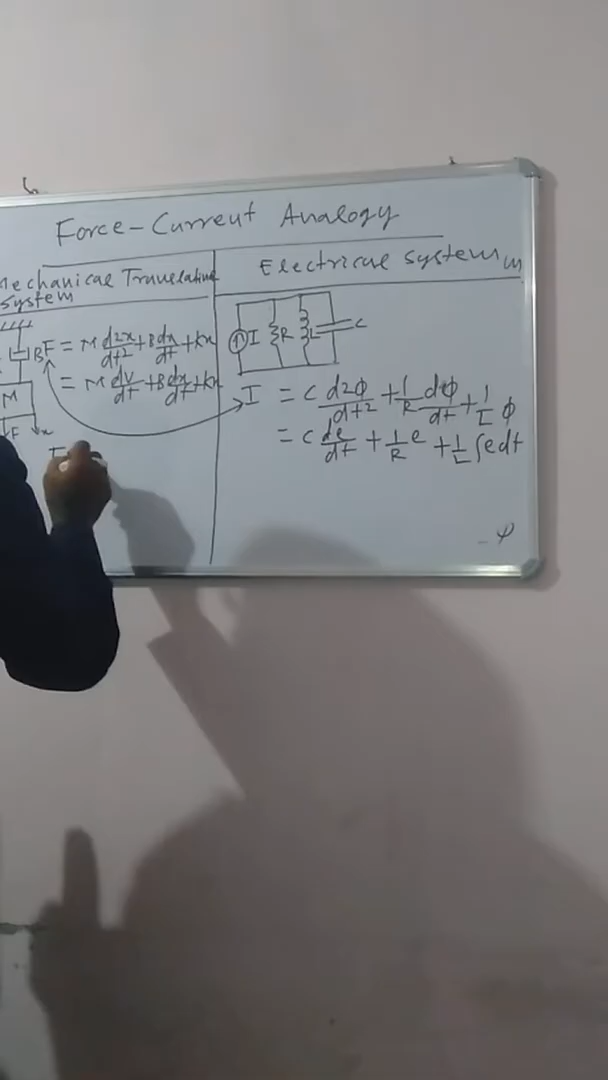 Force-Current Analogy
Mechanical Translational system
Electrical system
B
M
F
x
F = M d2x/dt2 + B dx/dt + kx
= M dv/dt + B dx/dt + kx
I R L C
I = C d2φ/dt2 + 1/R dφ/dt + 1/L φ
= C de/dt + 1/R e + 1/L ∫edt
φ